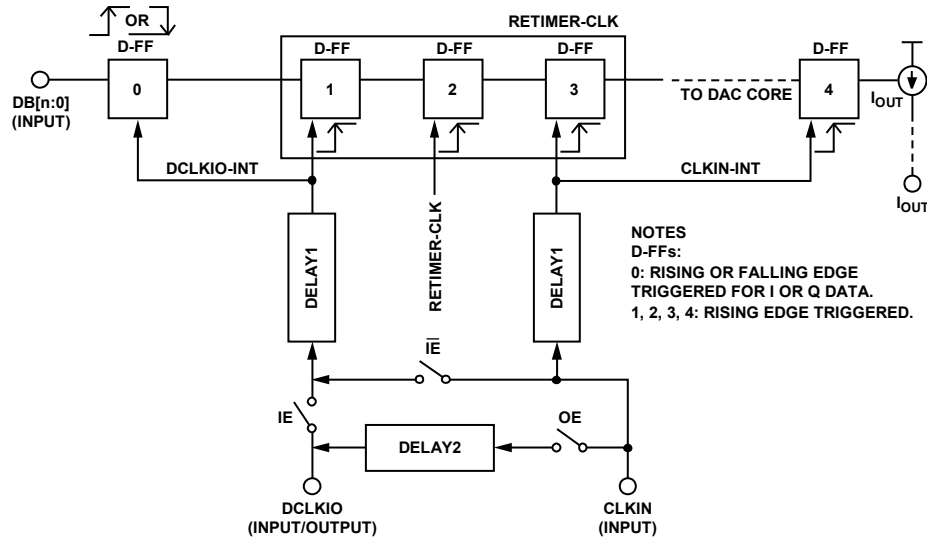 OR
RETIMER-CLK
D-FF
D-FF
D-FF
D-FF
D-FF
0
1
2
3
4
DB[n:0]
(INPUT)
TO DAC CORE
IOUT
DCLKIO-INT
CLKIN-INT
IOUT
DELAY1
RETIMER-CLK
DELAY1
NOTES
D-FFs:
0: RISING OR FALLING EDGE
TRIGGERED FOR I OR Q DATA.
1, 2, 3, 4: RISING EDGE TRIGGERED.
IE
IE
OE
DELAY2
DCLKIO
(INPUT/OUTPUT)
CLKIN
(INPUT)